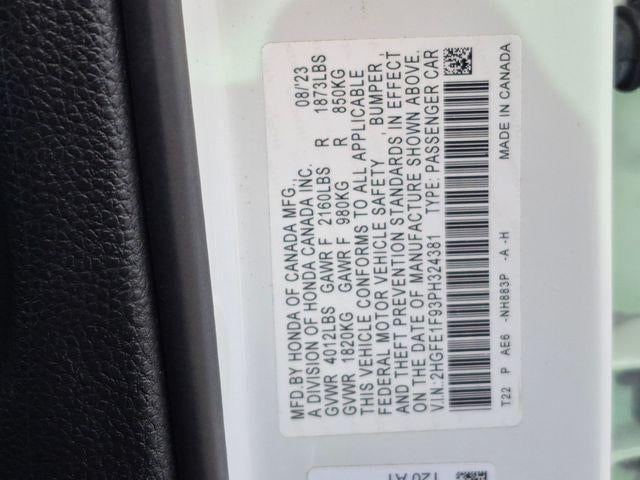 MFD.BY HONDA OF CANADA MFG., 08/'23
A DIVISION OF HONDA CANADA INC.
GVWR 4012LBS GAWR F 2160LBS R 1873LBS
GVWR 1820KG GAWR F 980KG R 850KG
THIS VEHICLE CONFORMS TO ALL APPLICABLE
FEDERAL MOTOR VEHICLE SAFETY , BUMPER ,
AND THEFT PREVENTION STANDARDS IN EFFECT
ON THE DATE OF MANUFACTURE SHOWN ABOVE.
V.I.N.:2HGFE1F93PH324381 TYPE: PASSENGER CAR
T22 P AE6 -NH883P -A -H MADE IN CANADA